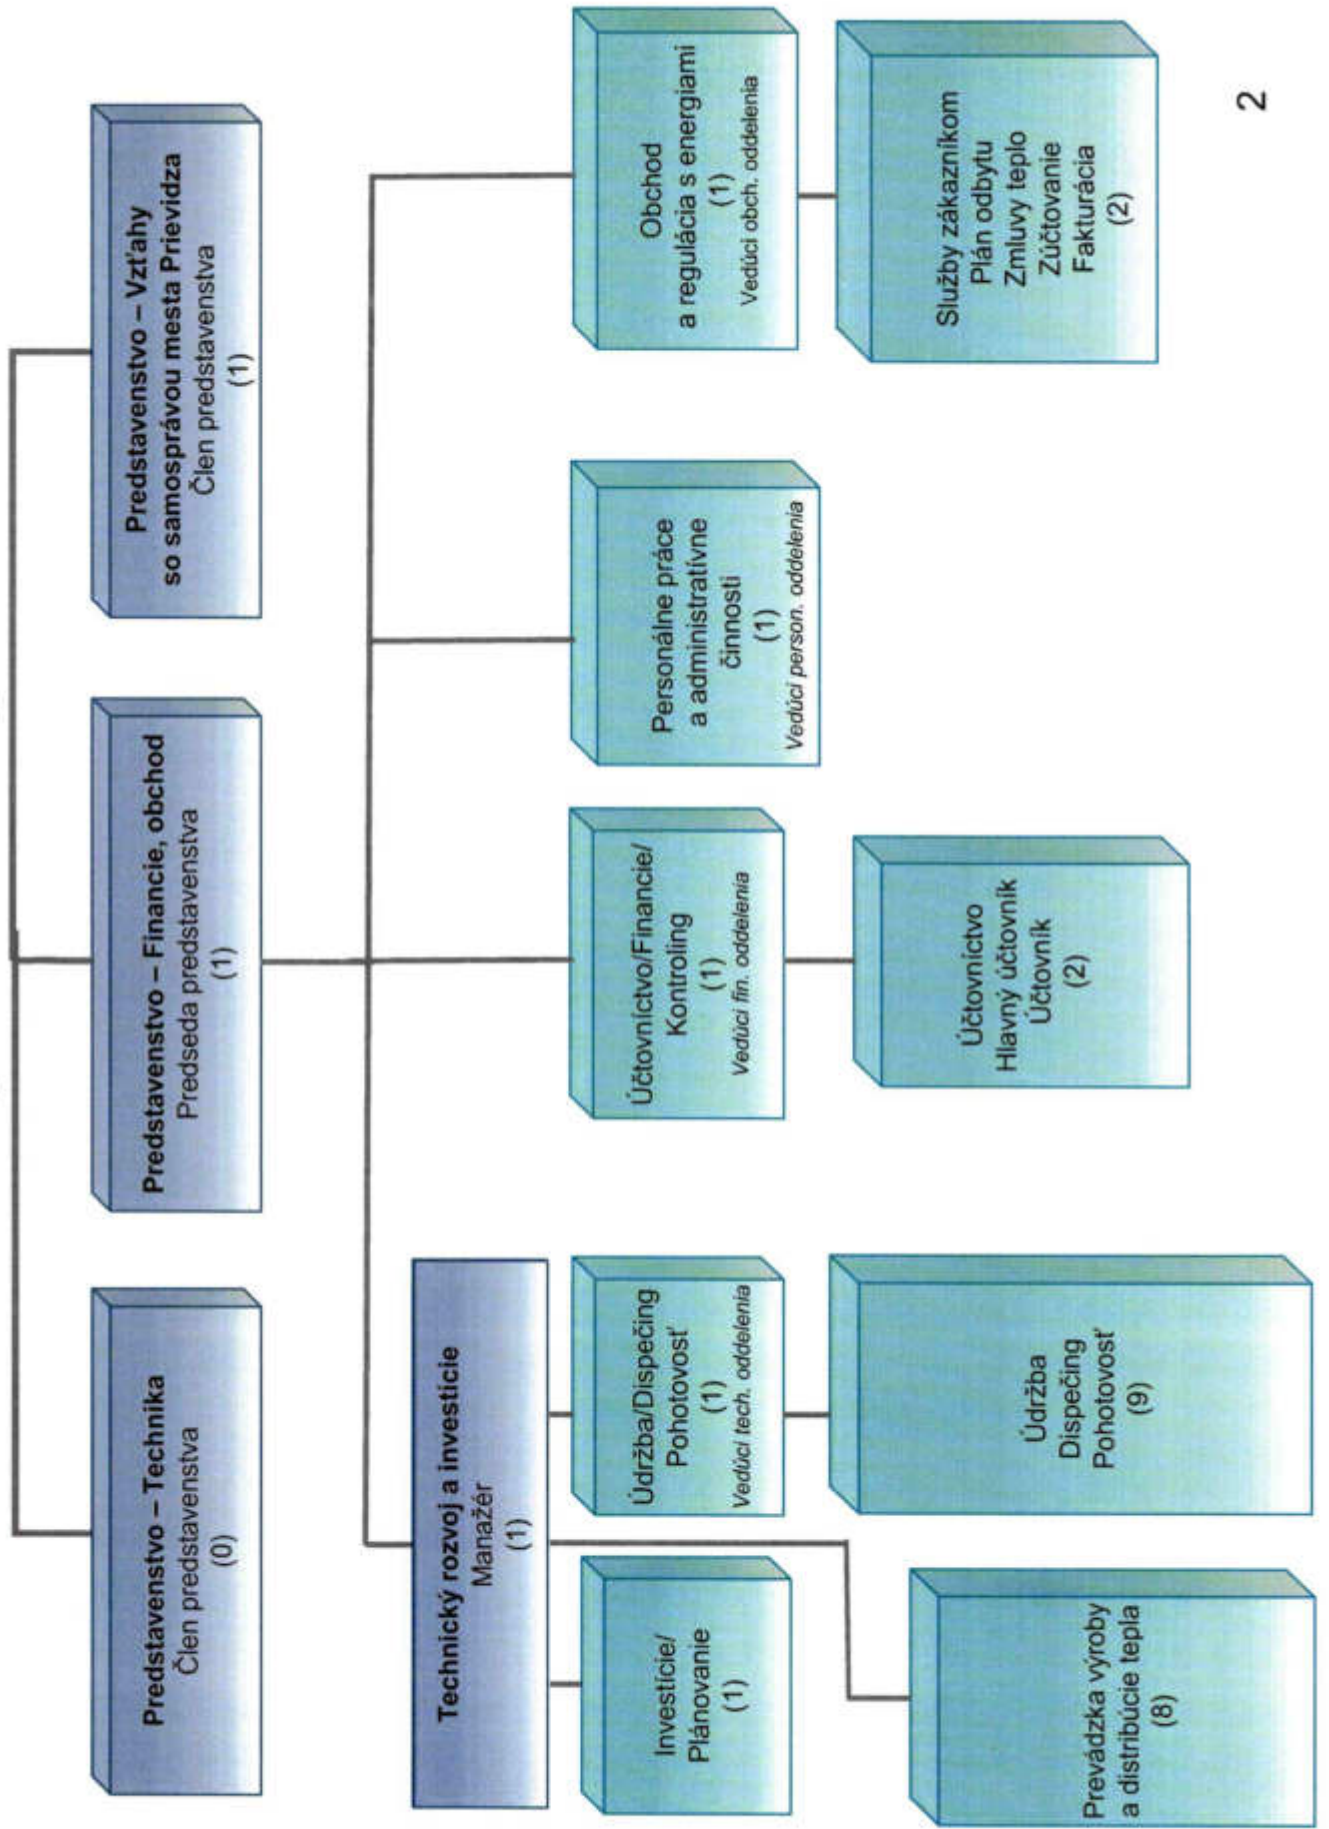 Predstavenstvo – Technika
Člen predstavenstva
(0)
Predstavenstvo – Financie, obchod
Predseda predstavenstva
(1)
Predstavenstvo – Vzťahy
so samosprávou mesta Prievidza
Člen predstavenstva
(1)
Technický rozvoj a investície
Manažér
(1)
Investície/
Plánovanie
(1)
Údržba/Dispečing
Pohotovosť
(1)
Vedúci tech. oddelenia
Účtovníctvo/Financie/
Kontroling
(1)
Vedúci fin. oddelenia
Personálne práce
a administratívne
činnosti
(1)
Vedúci person. oddelenia
Obchod
a regulácia s energiami
(1)
Vedúci obch. oddelenia
Prevádzka výroby
a distribúcie tepla
(8)
Údržba
Dispečing
Pohotovosť
(9)
Účtovníctvo
Hlavný účtovník
Účtovník
(2)
Služby zákazníkom
Plán odbytu
Zmluvy teplo
Zúčtovanie
Fakturácia
(2)
2